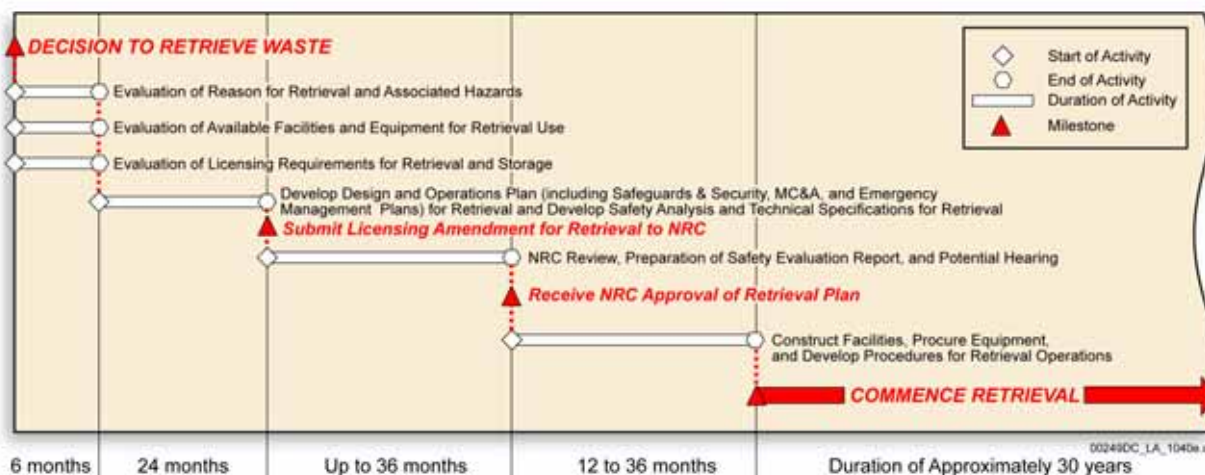 DECISION TO RETRIEVE WASTE
Start of Activity
End of Activity
Duration of Activity
Milestone
Evaluation of Reason for Retrieval and Associated Hazards
Evaluation of Available Facilities and Equipment for Retrieval Use
Evaluation of Licensing Requirements for Retrieval and Storage
Develop Design and Operations Plan (including Safeguards & Security, MC&A, and Emergency
Management Plans) for Retrieval and Develop Safety Analysis and Technical Specifications for Retrieval
Submit Licensing Amendment for Retrieval to NRC
NRC Review, Preparation of Safety Evaluation Report, and Potential Hearing
Receive NRC Approval of Retrieval Plan
Construct Facilities, Procure Equipment,
and Develop Procedures for Retrieval Operations
COMMENCE RETRIEVAL
6 months
24 months
Up to 36 months
12 to 36 months
Duration of Approximately 30 years